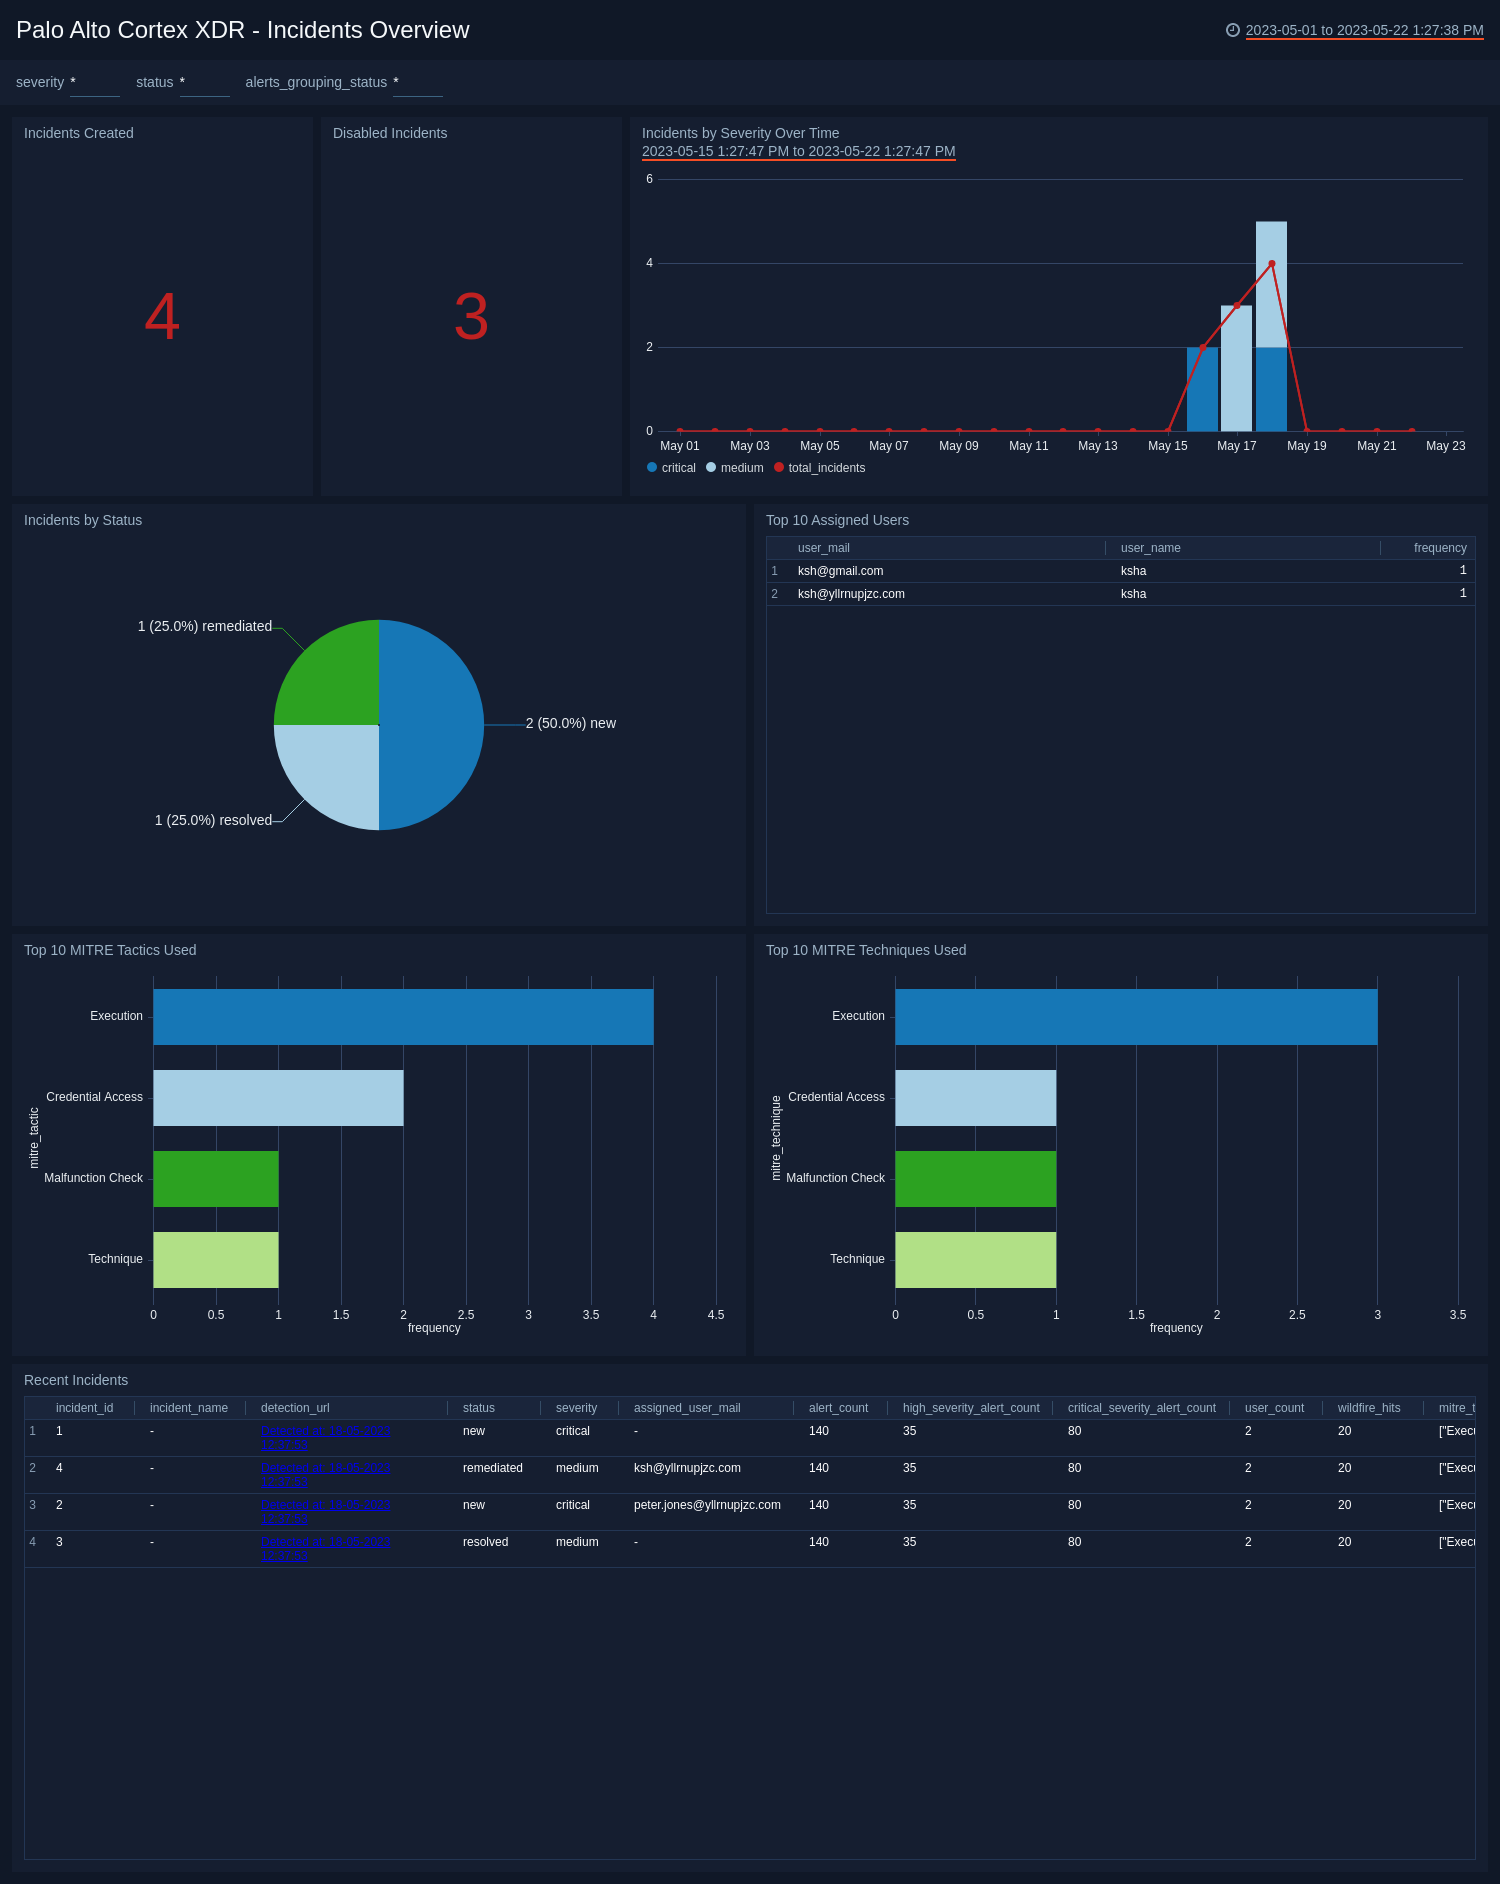 Palo Alto Cortex XDR - Incidents Overview
2023-05-01 to 2023-05-22 1:27:38 PM
severity * status * alerts_grouping_status *
Incidents Created
4
Disabled Incidents
3
Incidents by Severity Over Time
2023-05-15 1:27:47 PM to 2023-05-22 1:27:47 PM
6
4
2
0
May 01 May 03 May 05 May 07 May 09 May 11 May 13 May 15 May 17 May 19 May 21 May 23
critical medium total_incidents
Incidents by Status
1 (25.0%) remediated
2 (50.0%) new
1 (25.0%) resolved
Top 10 Assigned Users
user_mail user_name frequency
1 ksh@gmail.com ksha 1
2 ksh@yllrnupjzc.com ksha 1
Top 10 MITRE Tactics Used
mitre_tactic
Execution
Credential Access
Malfunction Check
Technique
0 0.5 1 1.5 2 2.5 3 3.5 4 4.5
frequency
Top 10 MITRE Techniques Used
mitre_technique
Execution
Credential Access
Malfunction Check
Technique
0 0.5 1 1.5 2 2.5 3 3.5
frequency
Recent Incidents
incident_id incident_name detection_url status severity assigned_user_mail alert_count high_severity_alert_count critical_severity_alert_count user_count wildfire_hits mitre_t
1 1 - Detected at: new critical - 140 35 80 2 20 ["Execu
2 4 - Detected at: remediated medium ksh@yllrnupjzc.com 140 35 80 2 20 ["Execu
3 2 - Detected at: new critical peter.jones@yllrnupjzc.com 140 35 80 2 20 ["Execu
4 3 - Detected at: resolved medium - 140 35 80 2 20 ["Execu